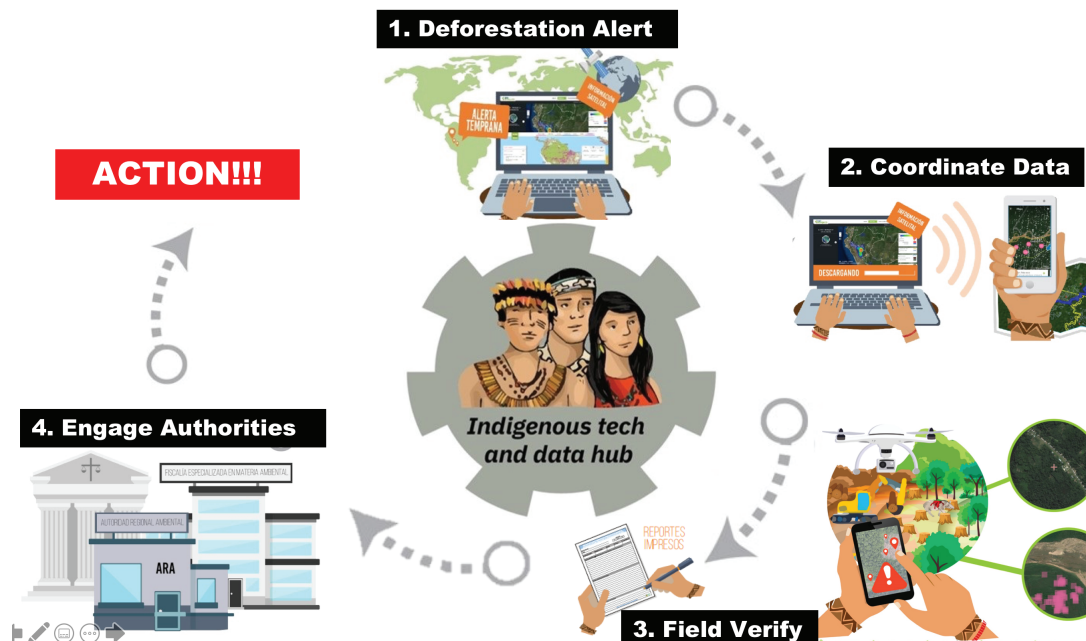 1. Deforestation Alert
ALERTA
TEMPRANA
INFORMACIÓN
SATELITAL
ACTION!!!
2. Coordinate Data
INFORMACIÓN
SATELITAL
DESCARGANDO
Indigenous tech
and data hub
4. Engage Authorities
FISCALÍA ESPECIALIZADA EN MATERIA AMBIENTAL
AUTORIDAD REGIONAL AMBIENTAL
ARA
REPORTES
IMPRESOS
3. Field Verify